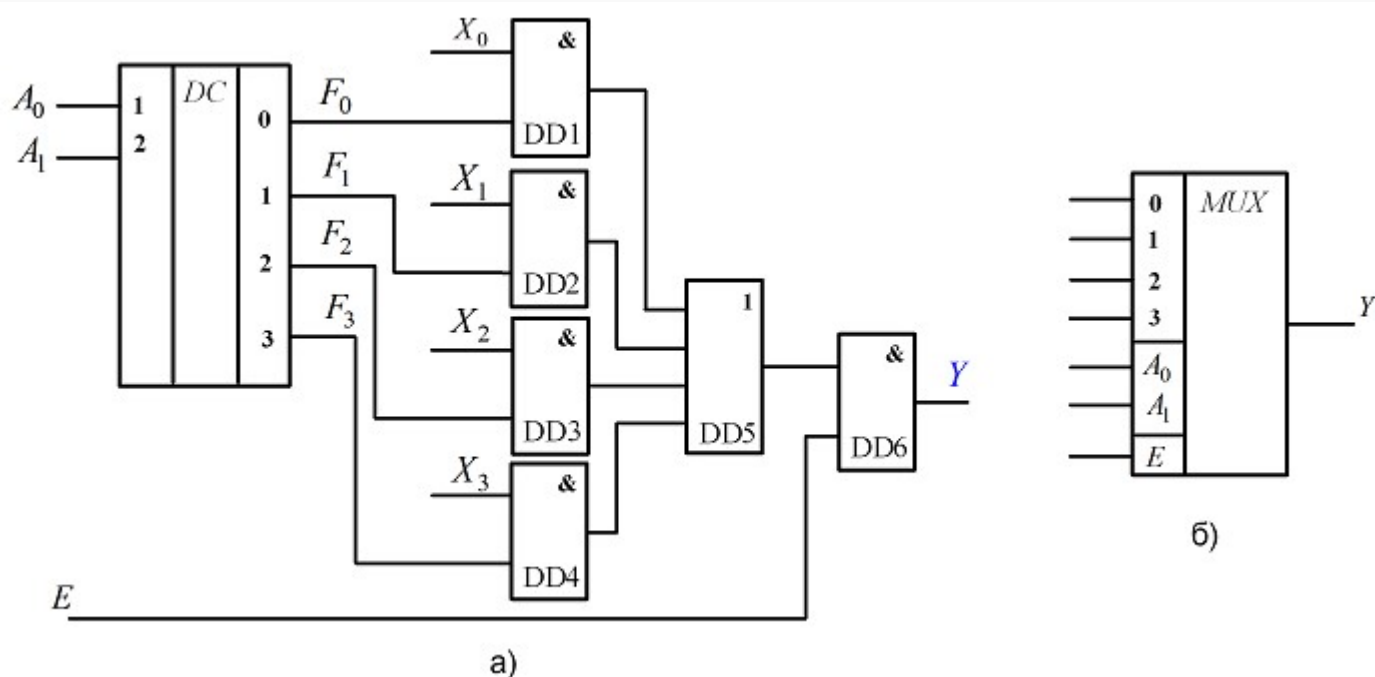 X₀ &
A₀ 1 DC 0 F₀ DD1
A₁ 2
F₁ X₁ &
1
F₂ DD2
2
F₃ X₂ & 1
3 & Y
DD3 DD5 DD6
X₃ &
DD4
E
а)
0 MUX
1
2
3 Y
A₀
A₁
E
б)